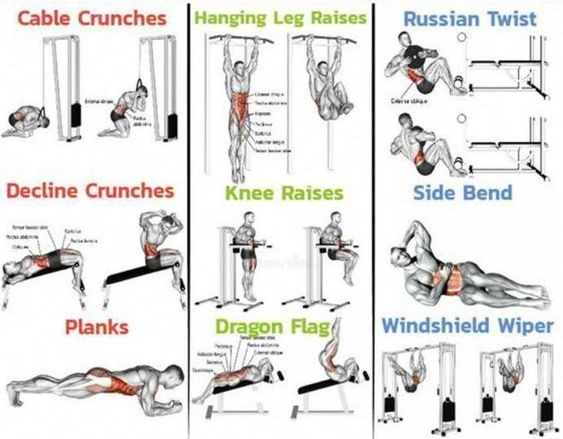 Cable Crunches
External obliques
Rectus abdominis
Hanging Leg Raises
External oblique
Rectus abdominis
Pectineus
Sartorius
Adductor longus
Tensor fasciae latae
Russian Twist
External oblique
Decline Crunches
Tensor fasciae latae
Rectus abdominis
Obliques
Sartorius
Rectus femoris
Knee Raises
Side Bend
Planks
Dragon Flag
Pectineus
Adductor longus
Sartorius
Quadriceps
Tensor fasciae latae
Rectus abdominis
External oblique
Windshield Wiper